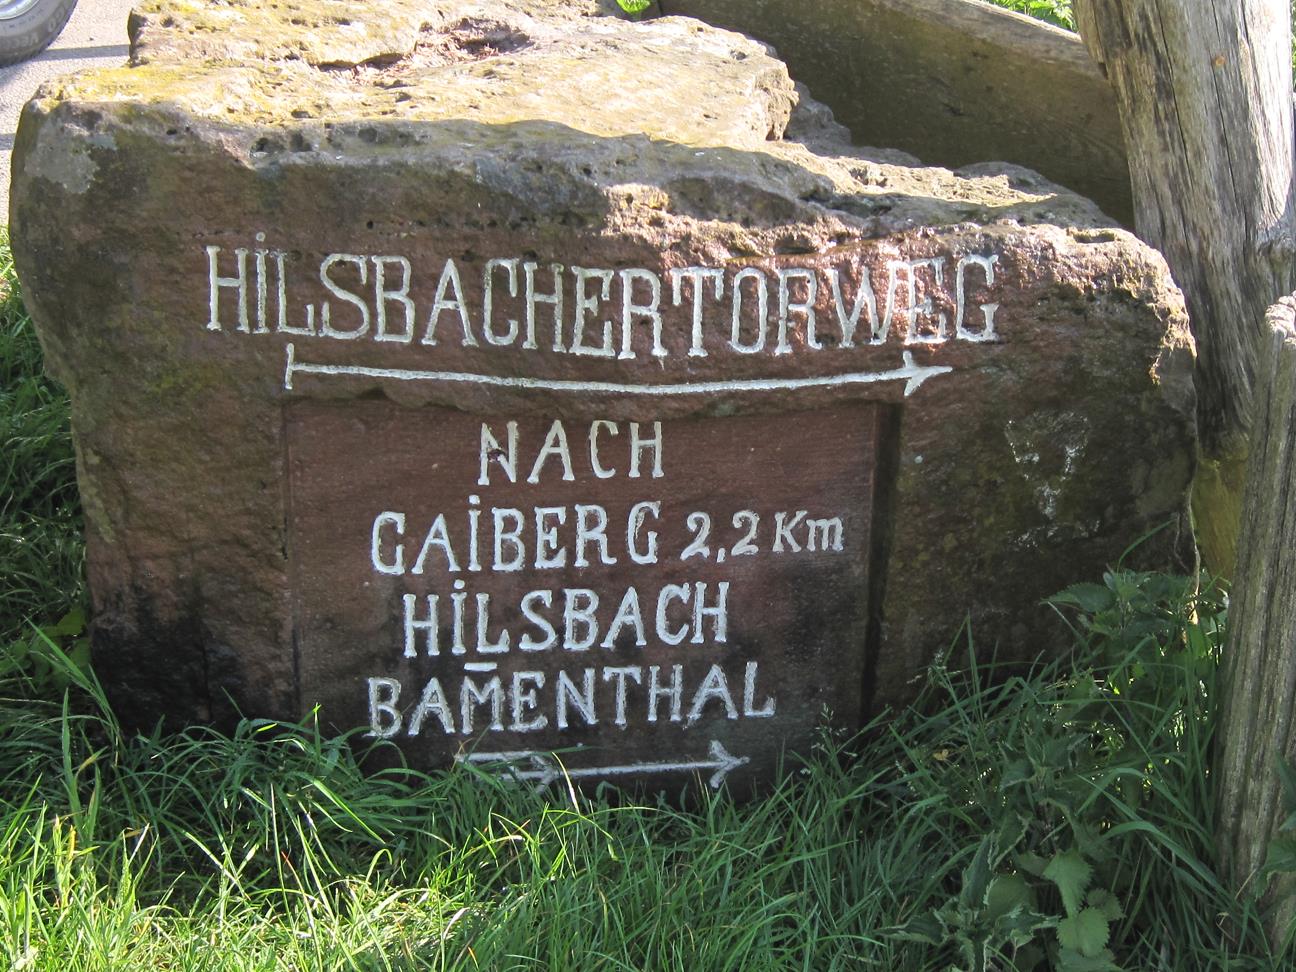 HİLSBACHERTORWEG
NACH
GAİBERG 2,2 Km
HİLSBACH
BAM̅ENTHAL